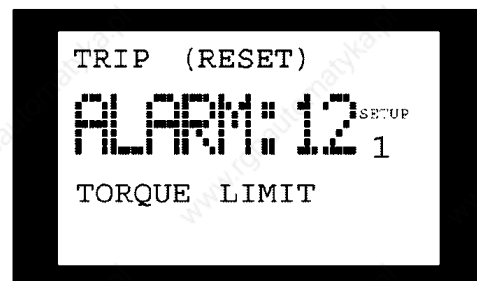 TRIP (RESET)
ALARM: 12
SETUP
1
TORQUE LIMIT